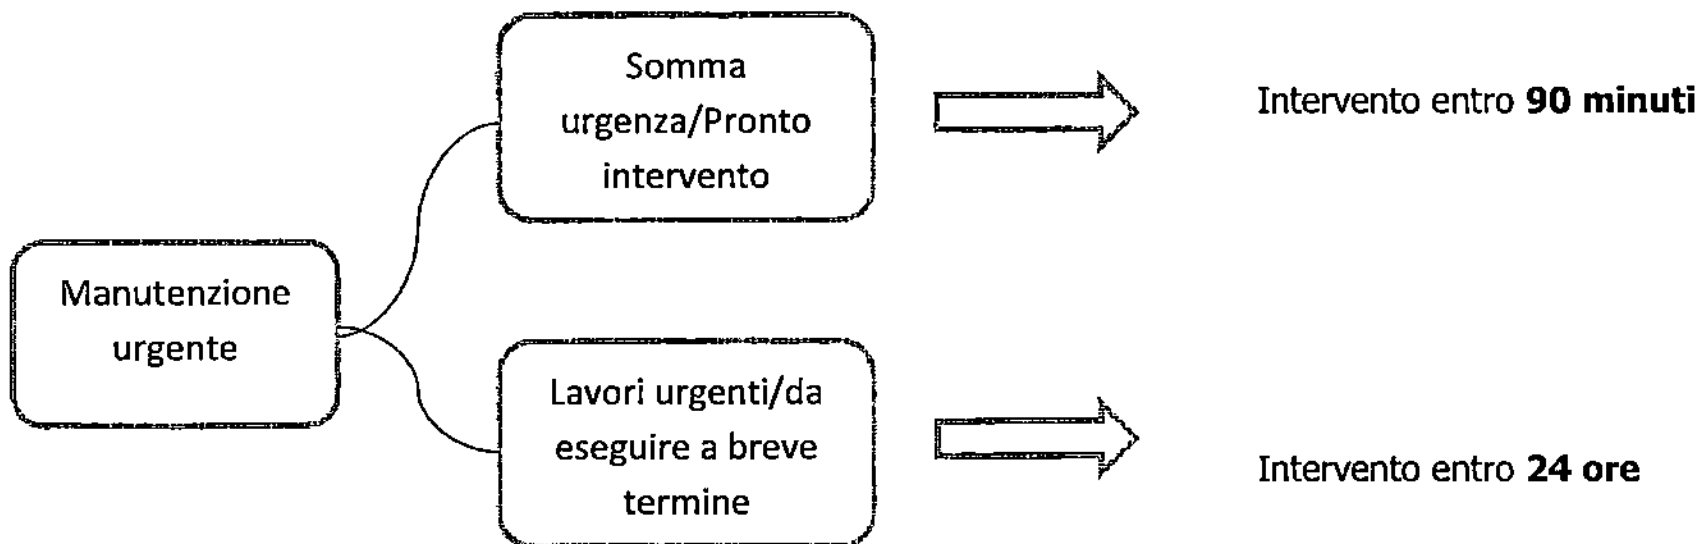 Somma
urgenza/Pronto
intervento
Intervento entro 90 minuti
Manutenzione
urgente
Lavori urgenti/da
eseguire a breve
termine
Intervento entro 24 ore